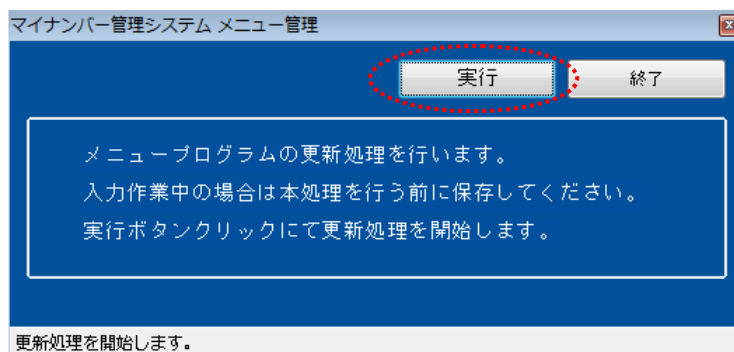 マイナンバー管理システム メニュー管理
実行
終了
メニュープログラムの更新処理を行います。
入力作業中の場合は本処理を行う前に保存してください。
実行ボタンクリックにて更新処理を開始します。
更新処理を開始します。